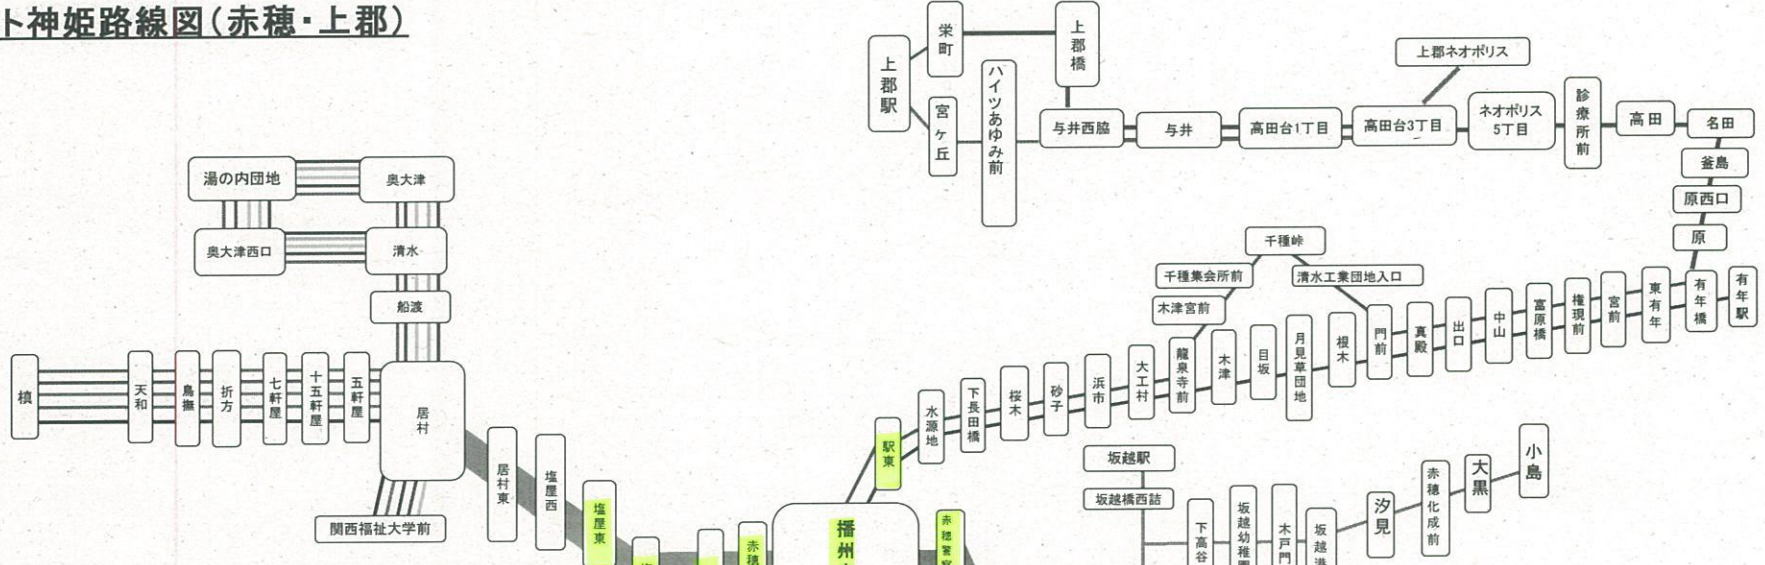 ト神姫路線図(赤穂・上郡)
栄町
上郡橋
上郡駅
宮ヶ丘
ハイツあゆみ前
上郡ネオポリス
与井西脇
与井
高田台1丁目
高田台3丁目
ネオポリス
5丁目
診療所前
高田
名田
釜島
原西口
原
湯の内団地
奥大津
奥大津西口
清水
船渡
千種峠
千種集会所前
清水工業団地入口
木津宮前
槙
天和
鳥撫
折方
七軒屋
十五軒屋
五軒屋
居村
関西福祉大学前
居村東
塩屋西
塩屋東
赤穂
播州
駅東
赤穂警察
水源地
下長田橋
桜木
砂子
浜市
大工村
龍泉寺前
木津
目坂
月見草団地
根木
門前
真殿
出口
中山
富原橋
権現前
宮前
東有年
有年橋
有年駅
坂越駅
坂越橋西詰
下高谷
坂越幼稚園
木戸門
坂越港
汐見
赤穂化成前
大黒
小島